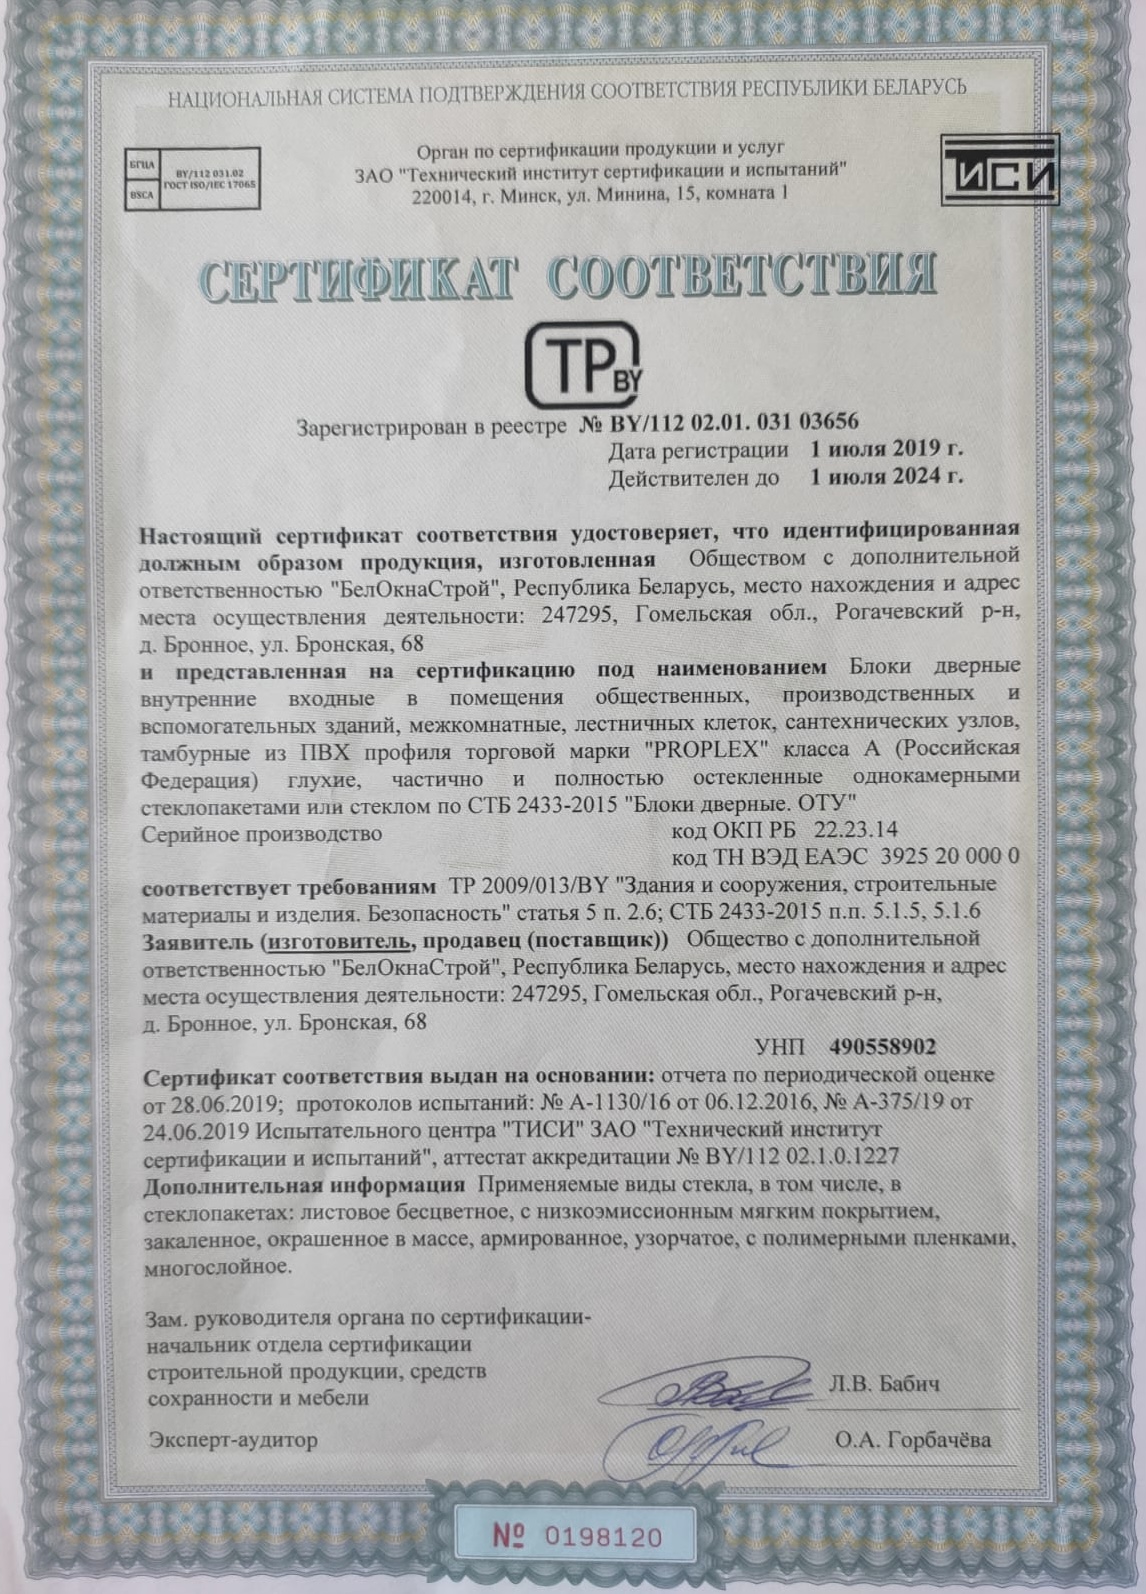 НАЦИОНАЛЬНАЯ СИСТЕМА ПОДТВЕРЖДЕНИЯ СООТВЕТСТВИЯ РЕСПУБЛИКИ БЕЛАРУСЬ
БГЦА
BSCA
BY/112 031.02
ГОСТ ISO/IEC 17065
Орган по сертификации продукции и услуг
ЗАО "Технический институт сертификации и испытаний"
220014, г. Минск, ул. Минина, 15, комната 1
ТИСИ
СЕРТИФИКАТ СООТВЕТСТВИЯ
ТР BY
Зарегистрирован в реестре № BY/112 02.01. 031 03656
Дата регистрации 1 июля 2019 г.
Действителен до 1 июля 2024 г.
Настоящий сертификат соответствия удостоверяет, что идентифицированная
должным образом продукция, изготовленная Обществом с дополнительной
ответственностью "БелОкнаСтрой", Республика Беларусь, место нахождения и адрес
места осуществления деятельности: 247295, Гомельская обл., Рогачевский р-н,
д. Бронное, ул. Бронская, 68
и представленная на сертификацию под наименованием Блоки дверные
внутренние входные в помещения общественных, производственных и
вспомогательных зданий, межкомнатные, лестничных клеток, сантехнических узлов,
тамбурные из ПВХ профиля торговой марки "PROPLEX" класса А (Российская
Федерация) глухие, частично и полностью остекленные однокамерными
стеклопакетами или стеклом по СТБ 2433-2015 "Блоки дверные. ОТУ"
Серийное производство код ОКП РБ 22.23.14
код ТН ВЭД ЕАЭС 3925 20 000 0
соответствует требованиям ТР 2009/013/BY "Здания и сооружения, строительные
материалы и изделия. Безопасность" статья 5 п. 2.6; СТБ 2433-2015 п.п. 5.1.5, 5.1.6
Заявитель (изготовитель, продавец (поставщик)) Общество с дополнительной
ответственностью "БелОкнаСтрой", Республика Беларусь, место нахождения и адрес
места осуществления деятельности: 247295, Гомельская обл., Рогачевский р-н,
д. Бронное, ул. Бронская, 68
УНП 490558902
Сертификат соответствия выдан на основании: отчета по периодической оценке
от 28.06.2019; протоколов испытаний: № А-1130/16 от 06.12.2016, № А-375/19 от
24.06.2019 Испытательного центра "ТИСИ" ЗАО "Технический институт
сертификации и испытаний", аттестат аккредитации № BY/112 02.1.0.1227
Дополнительная информация Применяемые виды стекла, в том числе, в
стеклопакетах: листовое бесцветное, с низкоэмиссионным мягким покрытием,
закаленное, окрашенное в массе, армированное, узорчатое, с полимерными пленками,
многослойное.
Зам. руководителя органа по сертификации-
начальник отдела сертификации
строительной продукции, средств
сохранности и мебели
Л.В. Бабич
Эксперт-аудитор О.А. Горбачёва
№ 0198120